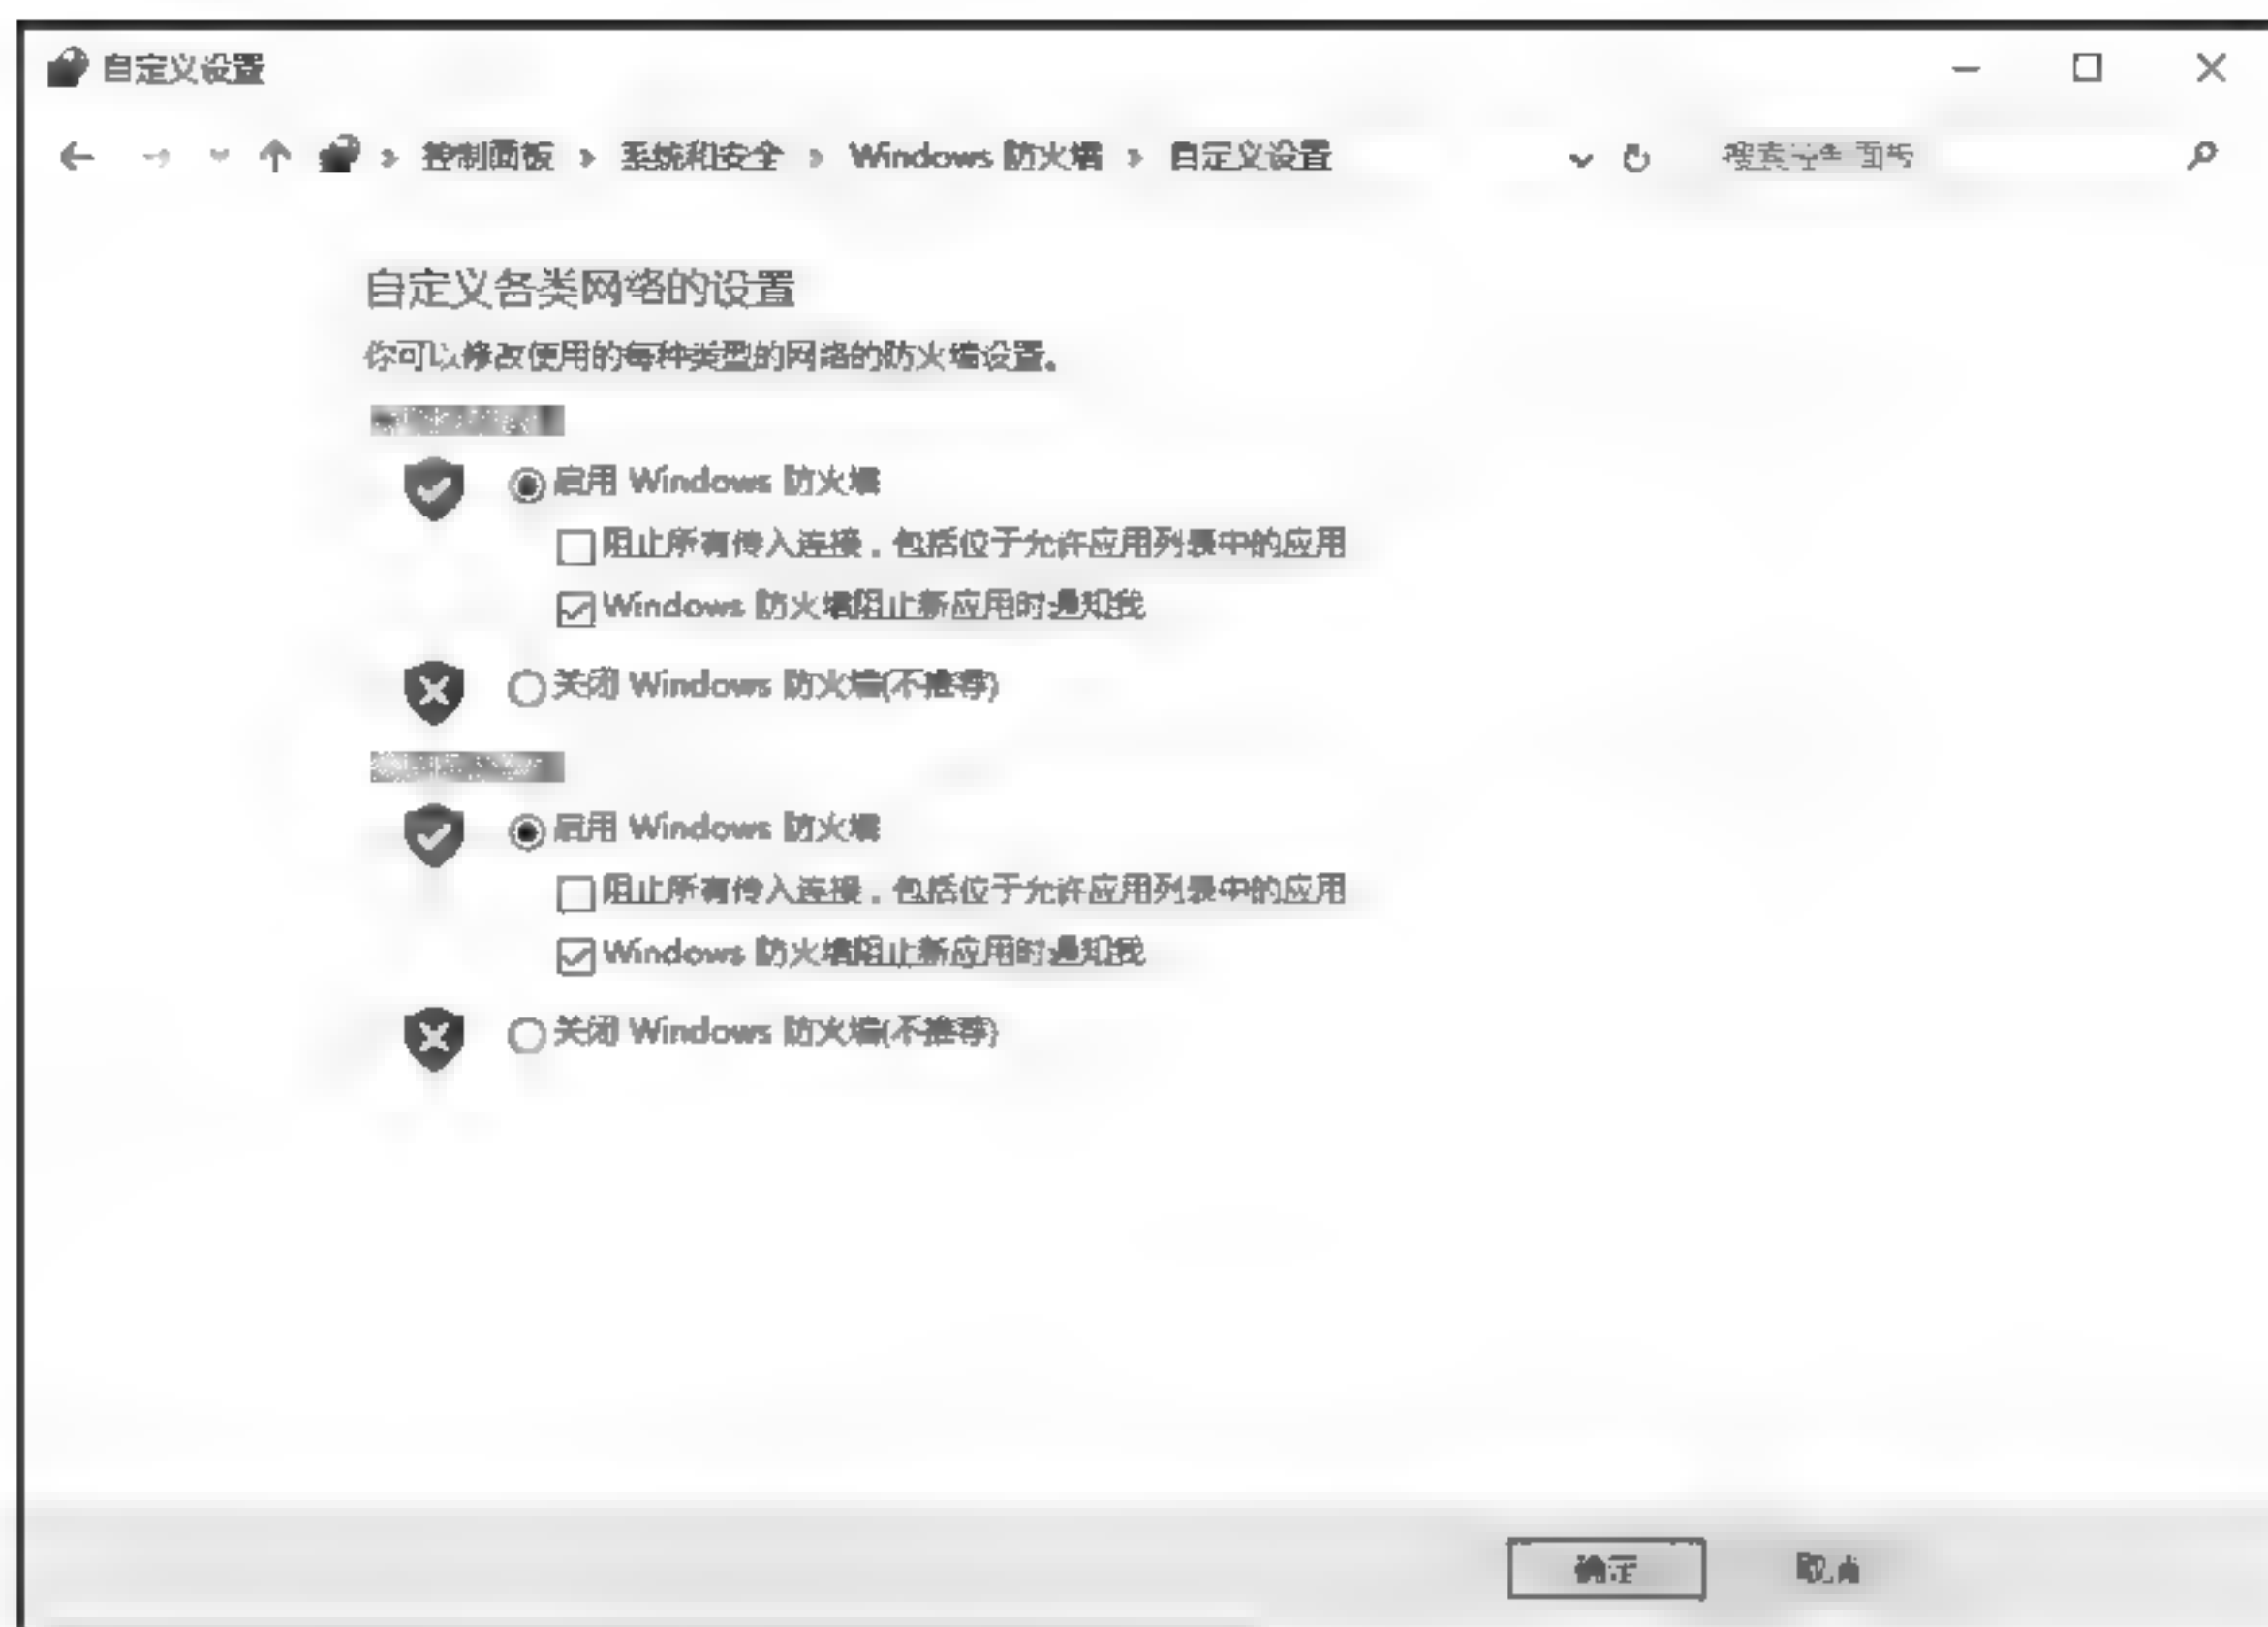 自定义设置
控制面板 › 系统和安全 › Windows 防火墙 › 自定义设置
搜索 面板
自定义各类网络的设置
你可以修改使用的每种类型的网络的防火墙设置。
启用 Windows 防火墙
阻止所有传入连接，包括位于允许应用列表中的应用
Windows 防火墙阻止新应用时通知我
关闭 Windows 防火墙(不推荐)
启用 Windows 防火墙
阻止所有传入连接，包括位于允许应用列表中的应用
Windows 防火墙阻止新应用时通知我
关闭 Windows 防火墙(不推荐)
确定
取消